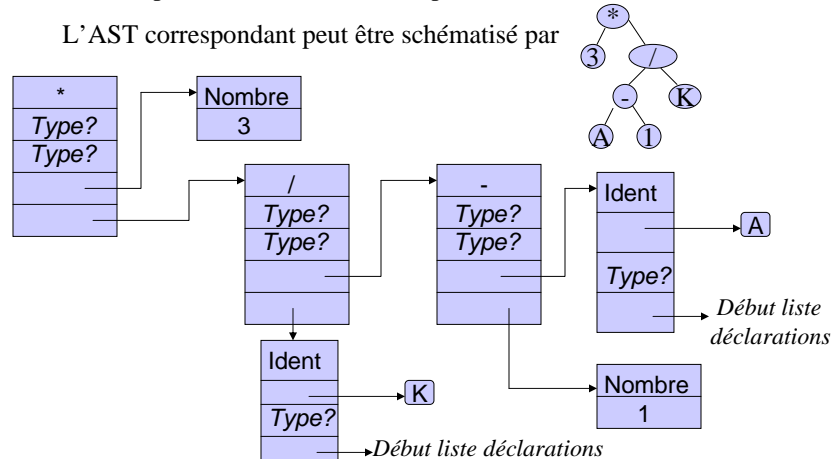 L'AST correspondant peut être schématisé par
*
3
/
-
K
A
1
*
Type?
Type?
Nombre
3
/
Type?
Type?
-
Type?
Type?
Ident
Type?
A
Début liste
déclarations
Ident
Type?
K
Début liste déclarations
Nombre
1